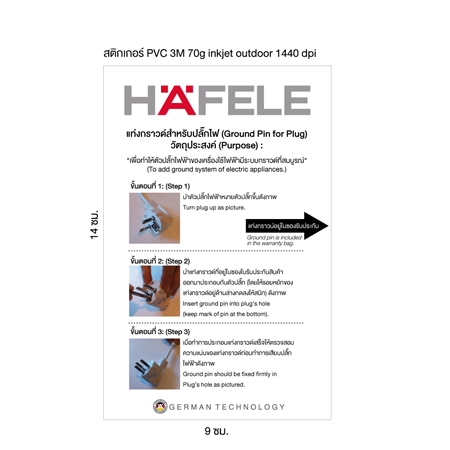 สติกเกอร์ PVC 3M 70g inkjet outdoor 1440 dpi
HÄFELE
แท่งกราวด์สำหรับปลั๊กไฟ (Ground Pin for Plug)
วัตถุประสงค์ (Purpose) :
"เพื่อทำให้ตัวปลั๊กไฟฟ้าของเครื่องใช้ไฟฟ้ามีระบบกราวด์ที่สมบูรณ์"
(To add ground system of electric appliances.)
ขั้นตอนที่ 1: (Step 1)
นำตัวปลั๊กไฟฟ้าหงายตัวปลั๊กขึ้นดังภาพ
Turn plug up as picture.
แท่งกราวน์อยู่ในซองใบรับประกัน
Ground pin is included
in the warranty bag.
ขั้นตอนที่ 2: (Step 2)
นำแท่งกราวด์ที่อยู่ในซองใบรับประกันสินค้า
ออกมาประกอบกับตัวปลั๊ก (โดยให้รอยหยักของ
แท่งกราวด์อยู่ด้านล่างกดลงให้สนิท) ดังภาพ
Insert ground pin into plug's hole
(keep mark of pin at the bottom).
ขั้นตอนที่ 3: (Step 3)
เมื่อทำการประกอบแท่งกราวด์เสร็จให้ตรวจสอบ
ความแน่นของแท่งกราวด์ก่อนทำการเสียบปลั๊ก
ไฟฟ้าดังภาพ
Ground pin should be fixed firmly in
Plug's hole as pictured.
GERMAN TECHNOLOGY
14 ซม.
9 ซม.